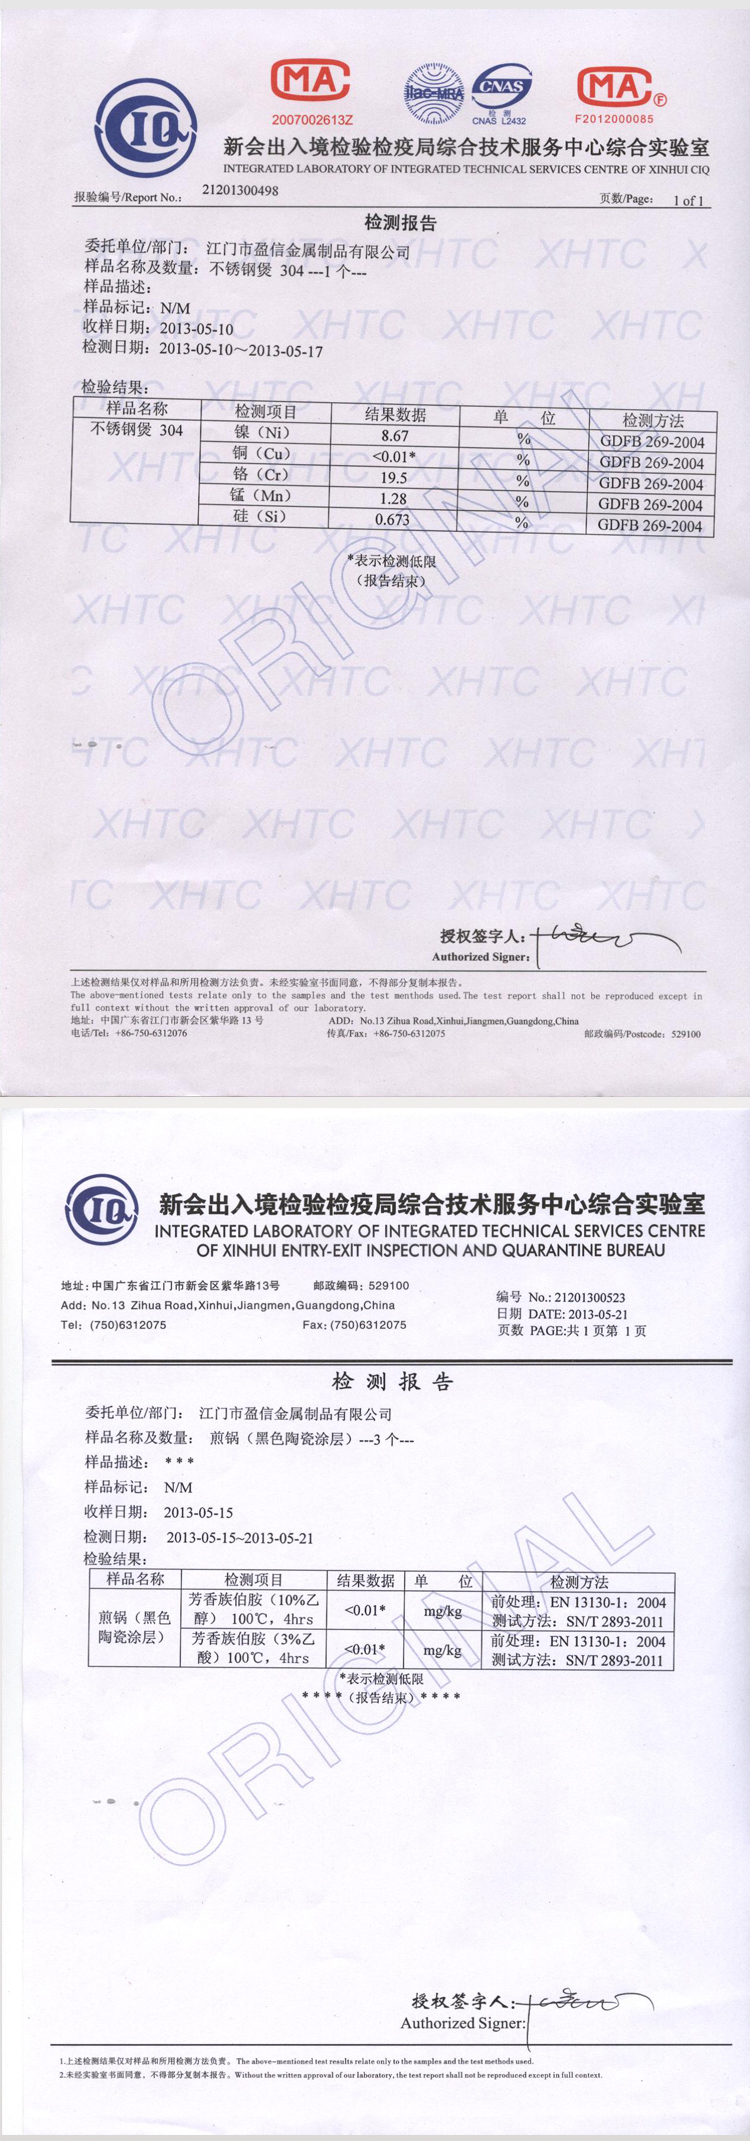 CMA
2007002613Z
ilac-MRA
CNAS
检 测
CNAS L2432
CMA
F
F2012000085
CIQ
新会出入境检验检疫局综合技术服务中心综合实验室
INTEGRATED LABORATORY OF INTEGRATED TECHNICAL SERVICES CENTRE OF XINHUI CIQ
报验编号/Report No.: 21201300498 页数/Page: 1 of 1
检测报告
委托单位/部门: 江门市盈信金属制品有限公司
样品名称及数量: 不锈钢煲 304 ---1 个---
样品描述:
样品标记: N/M
收样日期: 2013-05-10
检测日期: 2013-05-10～2013-05-17
检验结果:
样品名称 检测项目 结果数据 单 位 检测方法
不锈钢煲 304 镍（Ni） 8.67 % GDFB 269-2004
铜（Cu） <0.01* % GDFB 269-2004
铬（Cr） 19.5 % GDFB 269-2004
锰（Mn） 1.28 % GDFB 269-2004
硅（Si） 0.673 % GDFB 269-2004
*表示检测低限
（报告结束）
ORIGINAL
XHTC
授权签字人:
Authorized Signer:
上述检测结果仅对样品和所用检测方法负责。未经实验室书面同意，不得部分复制本报告。
The above-mentioned tests relate only to the samples and the test menthods used. The test report shall not be reproduced except in
full context without the written approval of our laboratory.
地址: 中国广东省江门市新会区紫华路 13 号 ADD: No.13 Zihua Road,Xinhui,Jiangmen,Guangdong,China
电话/Tel: +86-750-6312076 传真/Fax: +86-750-6312075 邮政编码/Postcode: 529100
CIQ
新会出入境检验检疫局综合技术服务中心综合实验室
INTEGRATED LABORATORY OF INTEGRATED TECHNICAL SERVICES CENTRE
OF XINHUI ENTRY-EXIT INSPECTION AND QUARANTINE BUREAU
地址: 中国广东省江门市新会区紫华路13号 邮政编码: 529100
Add: No.13 Zihua Road,Xinhui,Jiangmen,Guangdong,China
Tel: (750)6312075 Fax: (750)6312075
编号 No.: 21201300523
日期 DATE: 2013-05-21
页数 PAGE:共 1 页第 1 页
检 测 报 告
委托单位/部门: 江门市盈信金属制品有限公司
样品名称及数量: 煎锅（黑色陶瓷涂层）---3 个---
样品描述: ***
样品标记: N/M
收样日期: 2013-05-15
检测日期: 2013-05-15~2013-05-21
检验结果:
样品名称 检测项目 结果数据 单 位 检测方法
煎锅（黑色陶瓷涂层） 芳香族伯胺（10%乙醇） 100℃，4hrs <0.01* mg/kg 前处理: EN 13130-1: 2004 测试方法: SN/T 2893-2011
芳香族伯胺（3%乙酸）100℃，4hrs <0.01* mg/kg 前处理: EN 13130-1: 2004 测试方法: SN/T 2893-2011
*表示检测低限
****（报告结束）****
ORIGINAL
授权签字人:
Authorized Signer:
1.上述检测结果仅对样品和所用检测方法负责。The above-mentioned test results relate only to the samples and the test methods used.
2.未经实验室书面同意，不得部分复制本报告。Without the written approval of our laboratory, the test report shall not be reproduced except in full context.